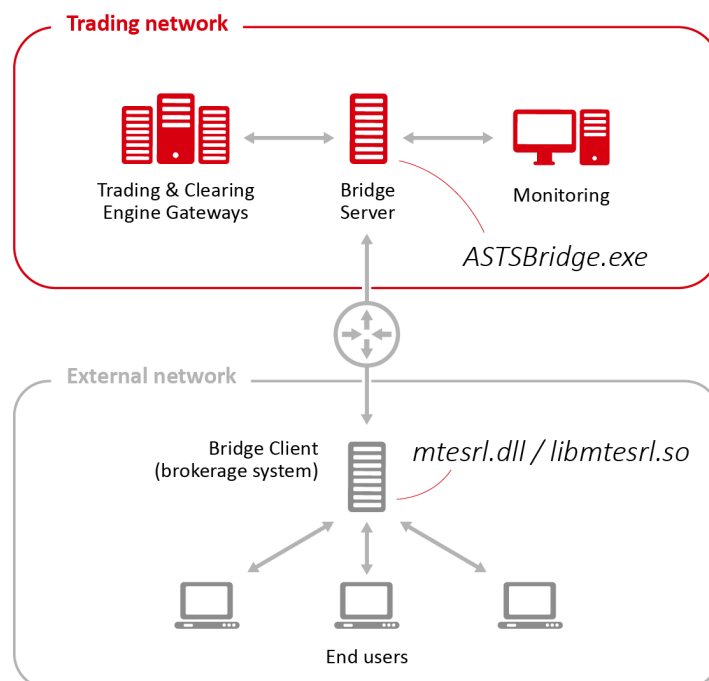 Trading network
Trading & Clearing
Engine Gateways
Bridge
Server
Monitoring
ASTSBridge.exe
External network
Bridge Client
(brokerage system)
mtesrl.dll / libmtesrl.so
End users